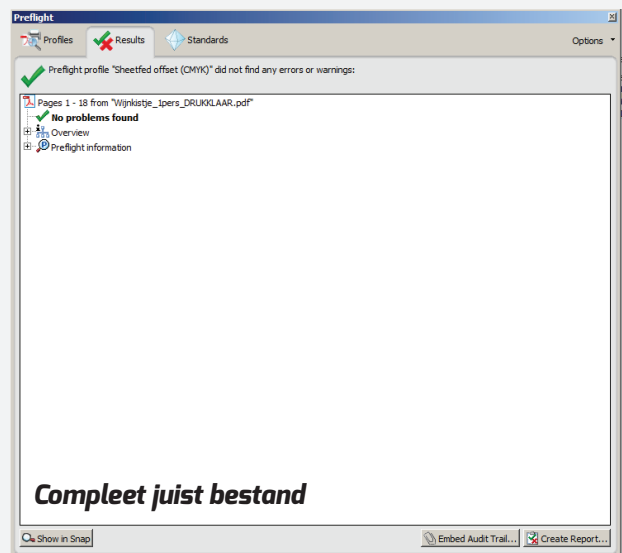 Preflight
Profiles Results Standards Options
Preflight profile "Sheetfed offset (CMYK)" did not find any errors or warnings:
Pages 1 - 18 from "Wijnkistje_1pers_DRUKKLAAR.pdf"
No problems found
Overview
Preflight information
Compleet juist bestand
Show in Snap Embed Audit Trail... Create Report...